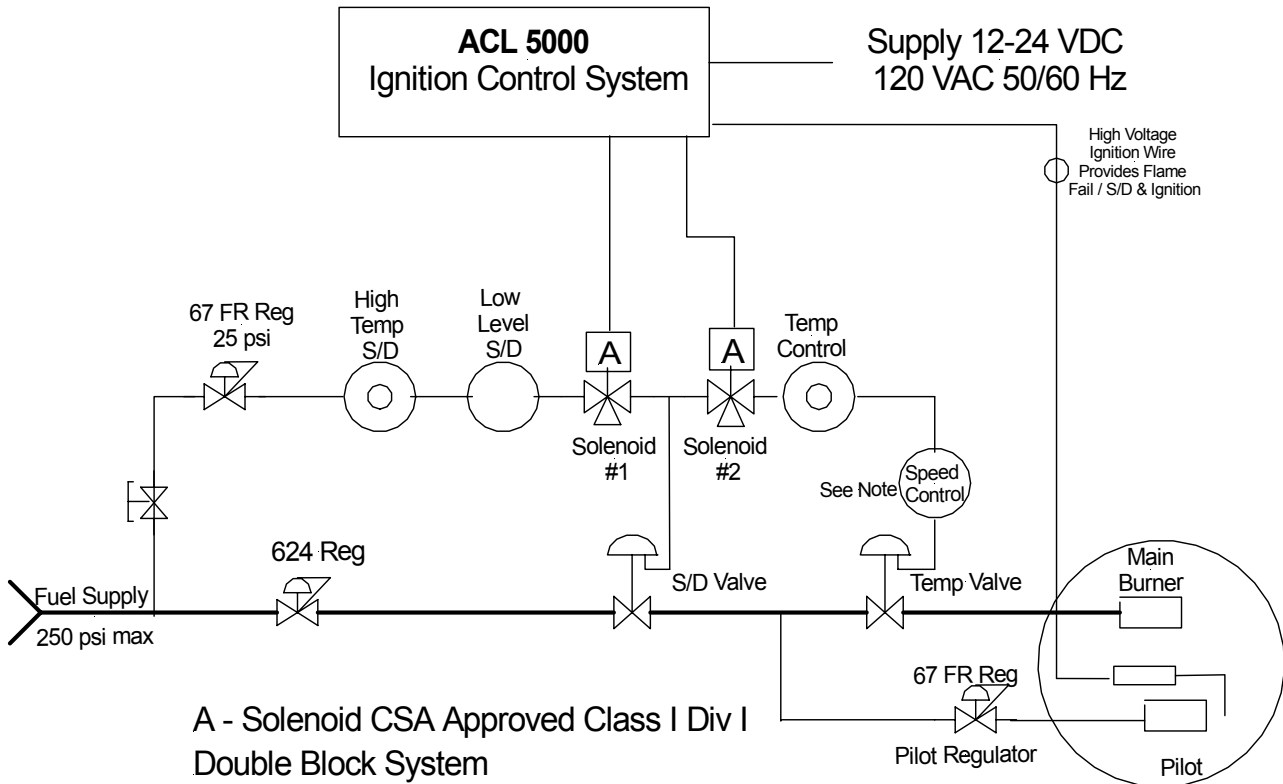 ACL 5000
Ignition Control System
Supply 12-24 VDC
120 VAC 50/60 Hz
High Voltage
Ignition Wire
Provides Flame
Fail / S/D & Ignition
67 FR Reg
25 psi
High
Temp
S/D
Low
Level
S/D
A
A
Temp
Control
Solenoid
#1
Solenoid
#2
See Note
Speed
Control
624 Reg
S/D Valve
Temp Valve
Main
Burner
Fuel Supply
250 psi max
67 FR Reg
Pilot Regulator
Pilot
A - Solenoid CSA Approved Class I Div I
Double Block System